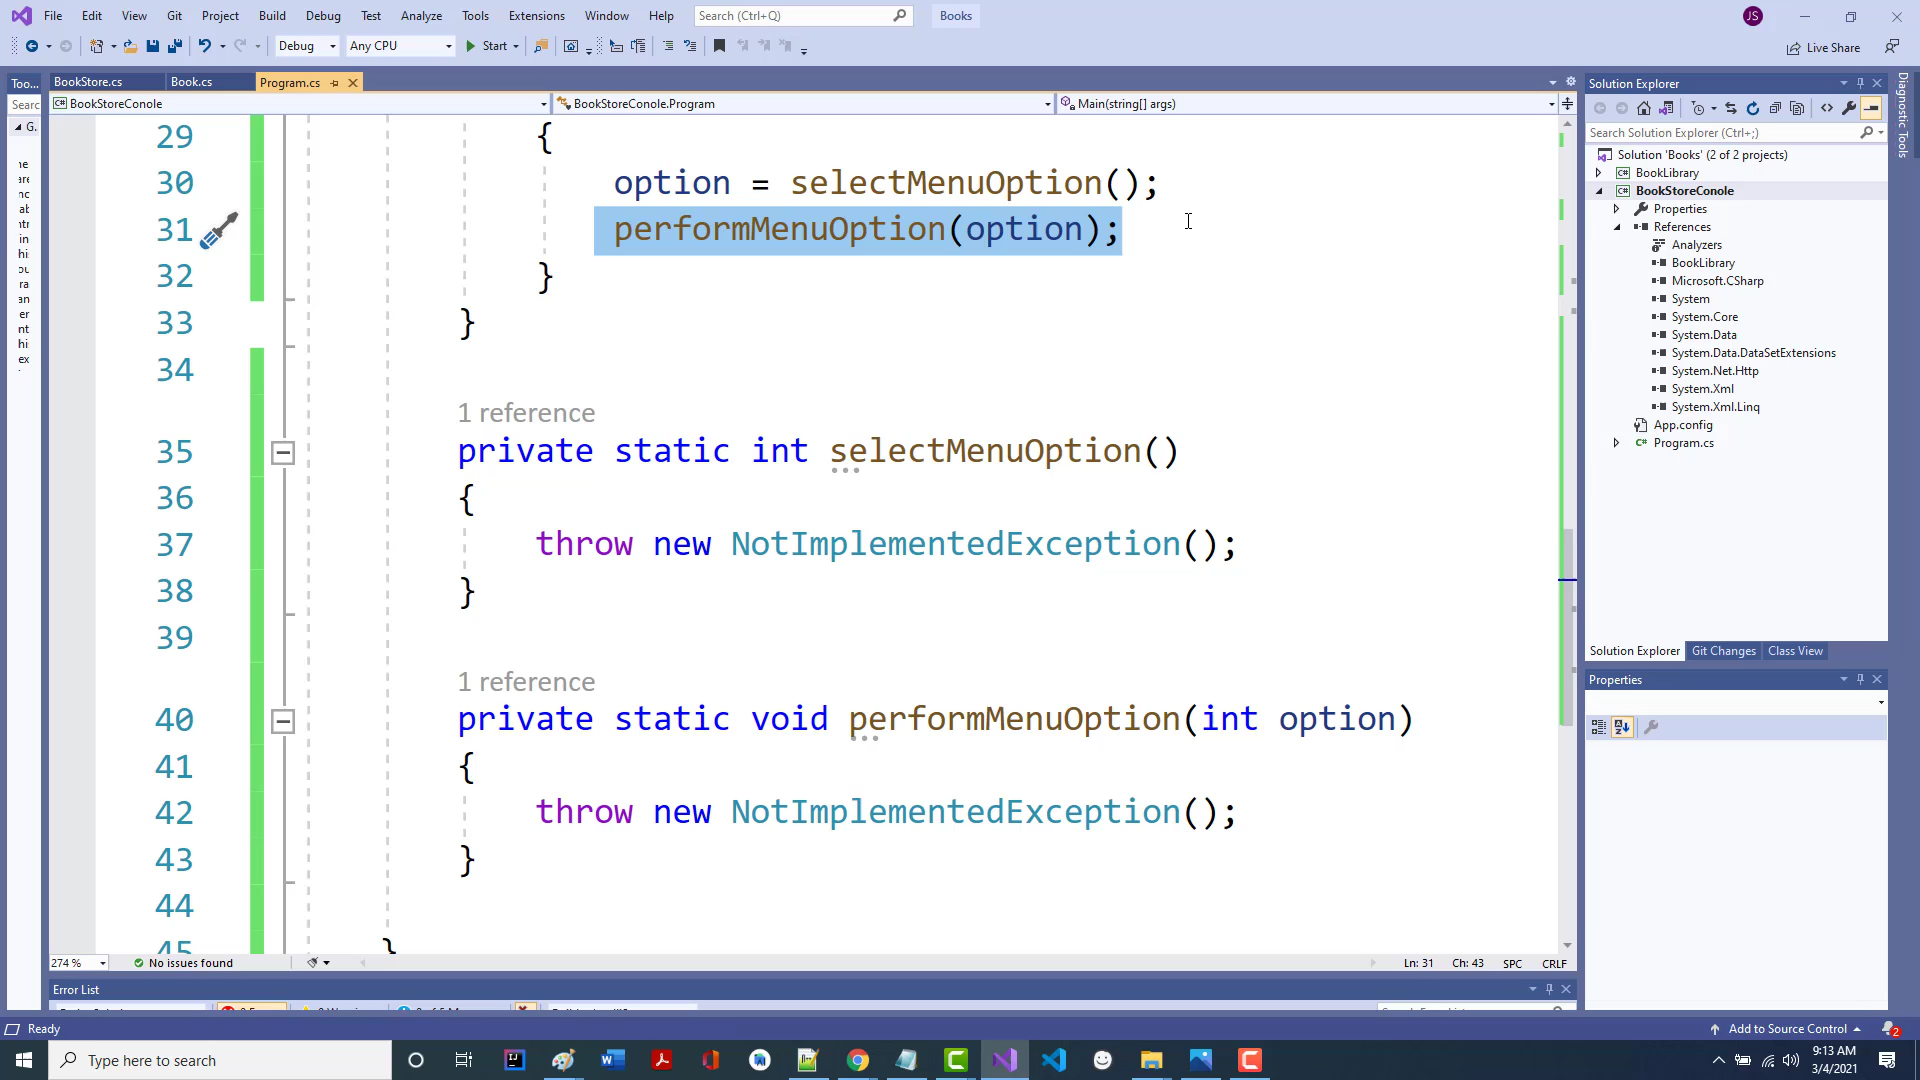 File Edit View Git Project Build Debug Test Analyze Tools Extensions Window Help Search (Ctrl+Q) Books JS
Debug Any CPU Start Live Share
Too... BookStore.cs Book.cs Program.cs
Searc BookStoreConole BookStoreConole.Program Main(string[] args)
G.
29 {
30 option = selectMenuOption();
31 performMenuOption(option);
32 }
33 }
34
1 reference
35 private static int selectMenuOption()
36 {
37 throw new NotImplementedException();
38 }
39
1 reference
40 private static void performMenuOption(int option)
41 {
42 throw new NotImplementedException();
43 }
44
45 }
274 % No issues found Ln: 31 Ch: 43 SPC CRLF
Error List
Solution Explorer
Search Solution Explorer (Ctrl+;)
Solution 'Books' (2 of 2 projects)
BookLibrary
BookStoreConole
Properties
References
Analyzers
BookLibrary
Microsoft.CSharp
System
System.Core
System.Data
System.Data.DataSetExtensions
System.Net.Http
System.Xml
System.Xml.Linq
App.config
Program.cs
Solution Explorer Git Changes Class View
Properties
Diagnostic Tools
Ready Add to Source Control 2
Type here to search
9:13 AM
3/4/2021